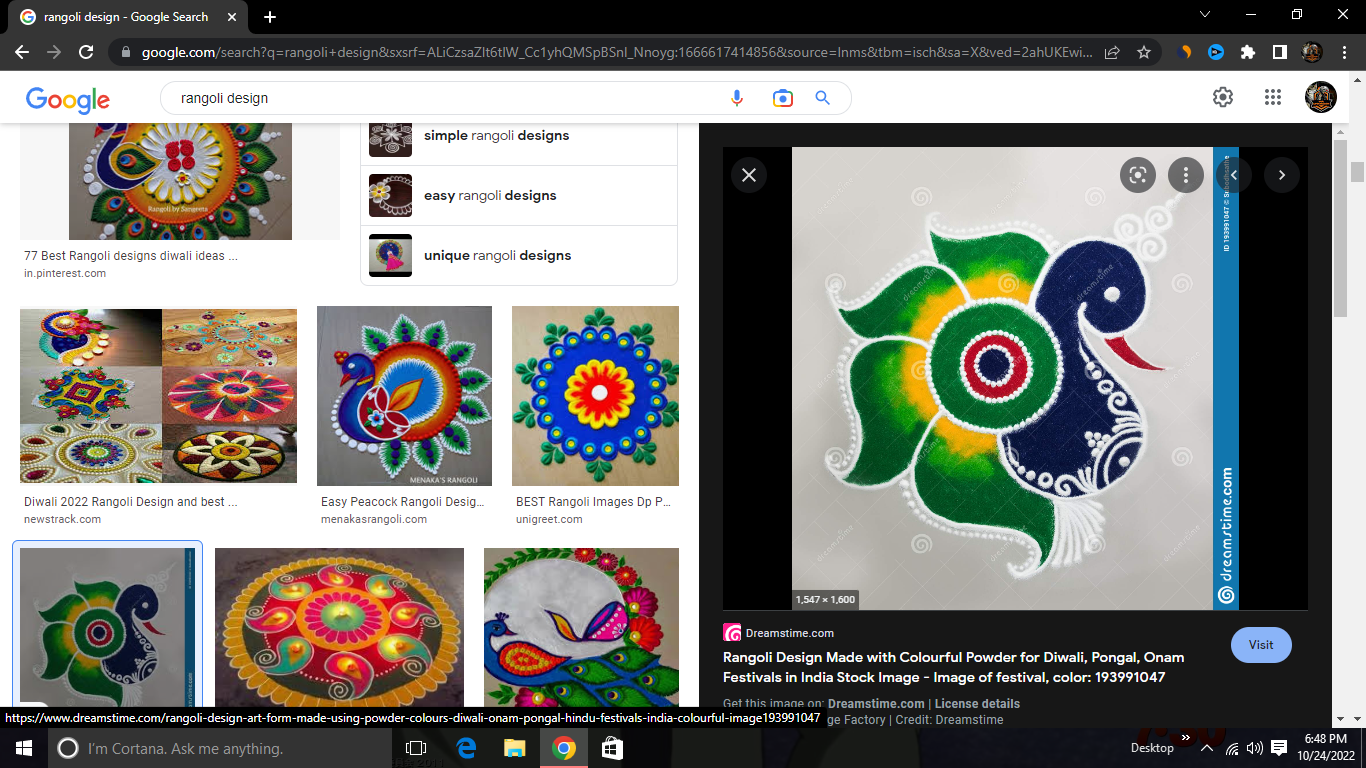 rangoli design - Google Search
google.com/search?q=rangoli+design&sxsrf=ALiCzsaZIt6tlW_Cc1yhQMSpBSnI_Nnoyg:1666617414856&source=lnms&tbm=isch&sa=X&ved=2ahUKEwi...
Google
rangoli design
simple rangoli designs
easy rangoli designs
unique rangoli designs
Rangoli by Sangeeta
77 Best Rangoli designs diwali ideas ...
in.pinterest.com
MENAKA'S RANGOLI
Diwali 2022 Rangoli Design and best ...
newstrack.com
Easy Peacock Rangoli Desig...
menakasrangoli.com
BEST Rangoli Images Dp P...
unigreet.com
dreamstime
ID 193991047 ©
dreamstime.com
1,547 × 1,600
Dreamstime.com
Visit
Rangoli Design Made with Colourful Powder for Diwali, Pongal, Onam
Festivals in India Stock Image - Image of festival, color: 193991047
Get this image on: Dreamstime.com | License details
ge Factory | Credit: Dreamstime
https://www.dreamstime.com/rangoli-design-art-form-made-using-powder-colours-diwali-onam-pongal-hindu-festivals-india-colourful-image193991047
I'm Cortana. Ask me anything.
Desktop
6:48 PM
10/24/2022